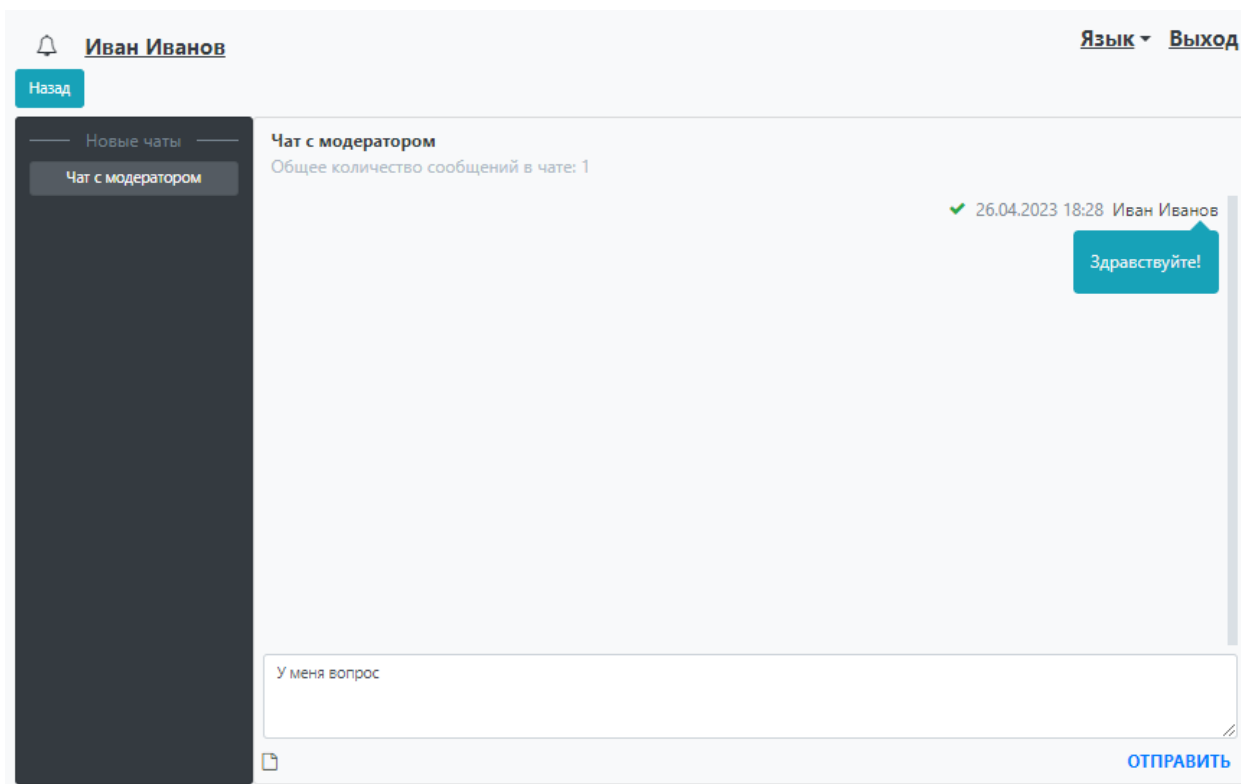 Иван Иванов
Язык Выход
Назад
Новые чаты
Чат с модератором
Чат с модератором
Общее количество сообщений в чате: 1
26.04.2023 18:28 Иван Иванов
Здравствуйте!
У меня вопрос
ОТПРАВИТЬ